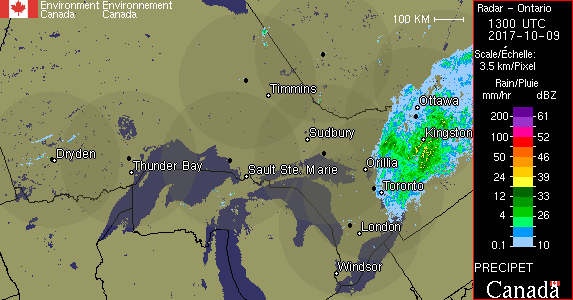 Environment Environnement
Canada Canada
100 KM
Timmins
Ottawa
Sudbury
Kingston
Dryden
Thunder Bay
Sault Ste. Marie
Orillia
Toronto
London
Windsor
Radar - Ontario
1300 UTC
2017-10-09
Scale/Échelle:
3.5 km/Pixel
Rain/Pluie
mm/hr dBZ
200 61
100 52
50 46
24 39
12 33
4 26
0.1 10
PRECIPET
Canada